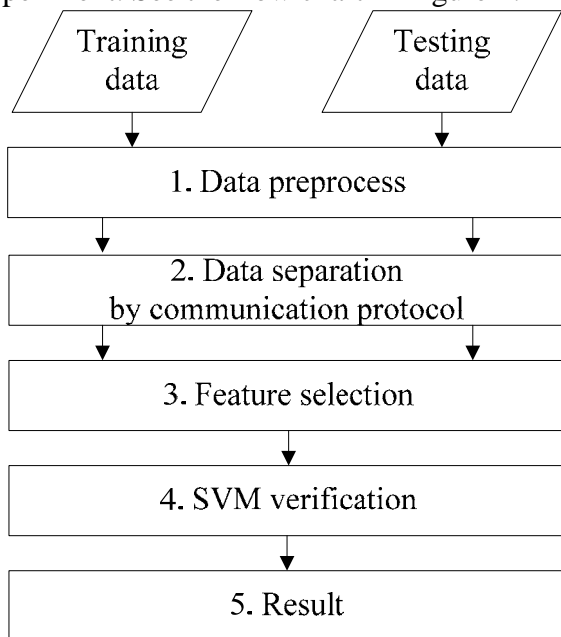 Training
data
Testing
data
1. Data preprocess
2. Data separation
by communication protocol
3. Feature selection
4. SVM verification
5. Result